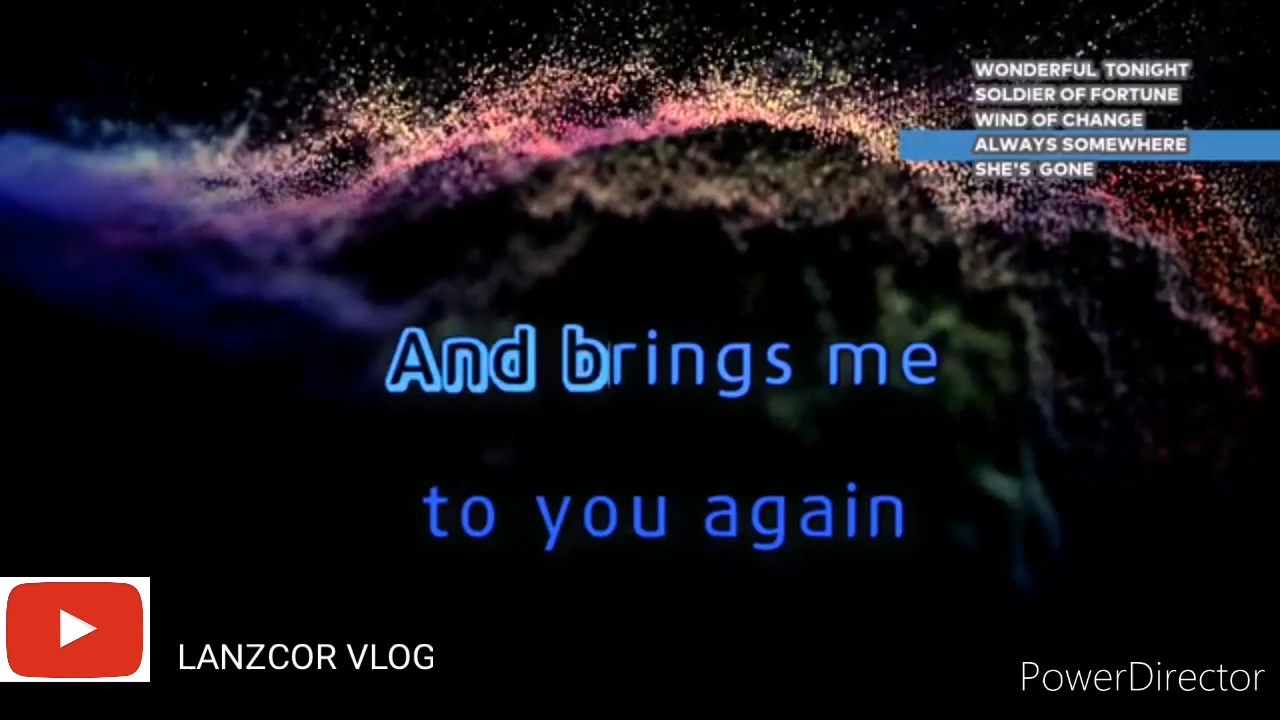 WONDERFUL TONIGHT
SOLDIER OF FORTUNE
WIND OF CHANGE
ALWAYS SOMEWHERE
SHE'S GONE
And brings me
to you again
LANZCOR VLOG
PowerDirector